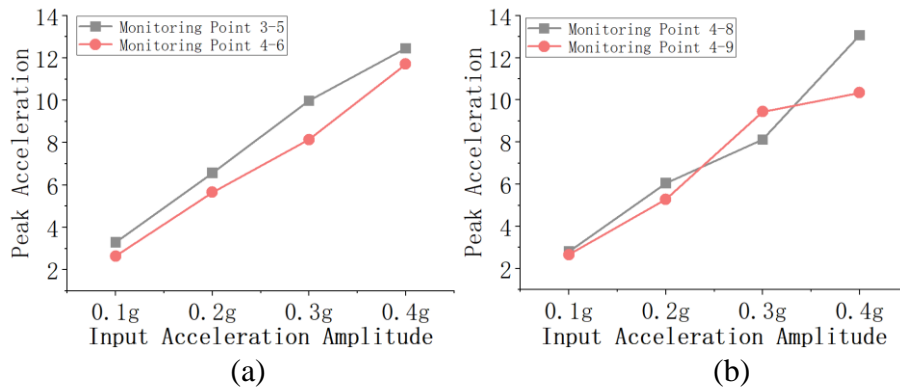 14
12
10
8
6
4
2
Peak Acceleration
Monitoring Point 3-5
Monitoring Point 4-6
0.1g 0.2g 0.3g 0.4g
Input Acceleration Amplitude
(a)
14
12
10
8
6
4
2
Peak Acceleration
Monitoring Point 4-8
Monitoring Point 4-9
0.1g 0.2g 0.3g 0.4g
Input Acceleration Amplitude
(b)